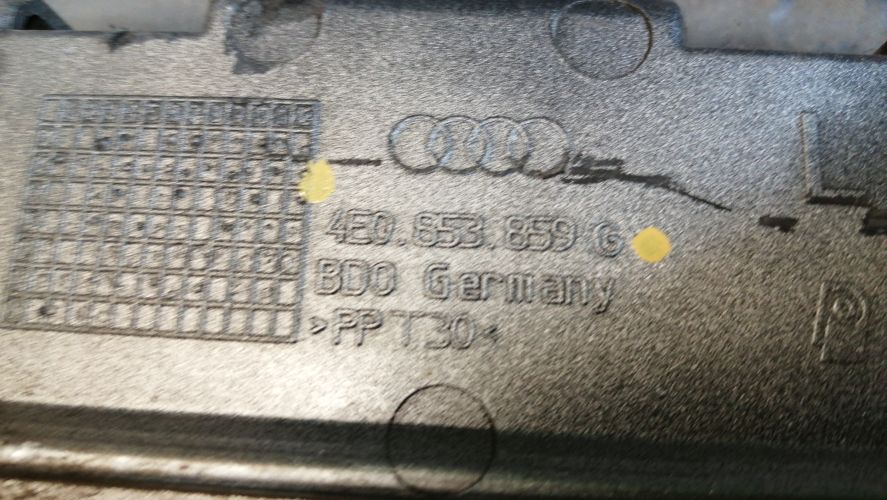 L
4E0.853.859 G
BDO Germany
>PP T30<
P